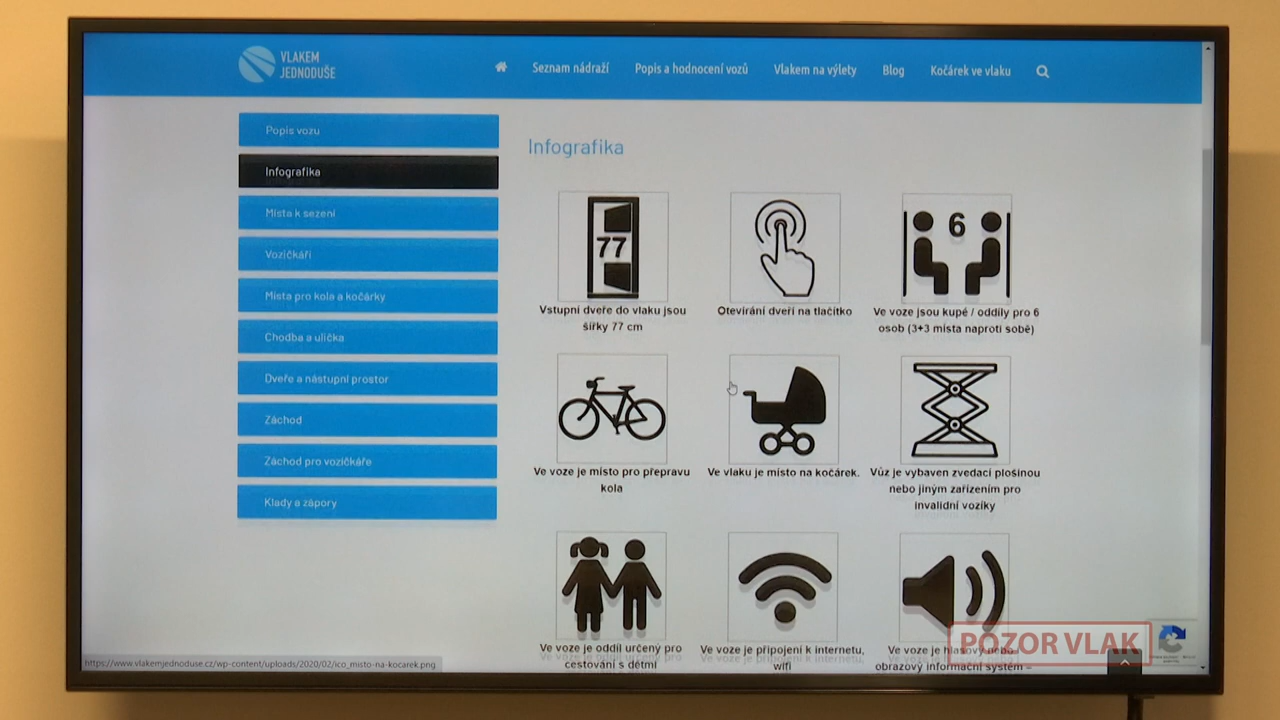 VLAKEM
JEDNODUŠE
Seznam nádraží
Popis a hodnocení vozů
Vlakem na výlety
Blog
Kočárek ve vlaku
Popis vozu
Infografika
Místa k sezení
Vozíčkáři
Místa pro kola a kočárky
Chodba a ulička
Dveře a nástupní prostor
Záchod
Záchod pro vozíčkáře
Klady a zápory
Infografika
77
Vstupní dveře do vlaku jsou
šířky 77 cm
Otevírání dveří na tlačítko
6
Ve voze jsou kupé / oddíly pro 6
osob (3+3 místa naproti sobě)
Ve voze je místo pro přepravu
kola
Ve vlaku je místo na kočárek.
Vůz je vybaven zvedací plošinou
nebo jiným zařízením pro
invalidní vozíky
Ve voze je oddíl určený pro
cestování s dětmi
Ve voze je připojení k internetu,
wifi
Ve voze je hlasový nebo
obrazový informační systém –
POZOR VLAK
https://www.vlakemjednoduse.cz/wp-content/uploads/2020/02/ico_misto-na-kocarek.png